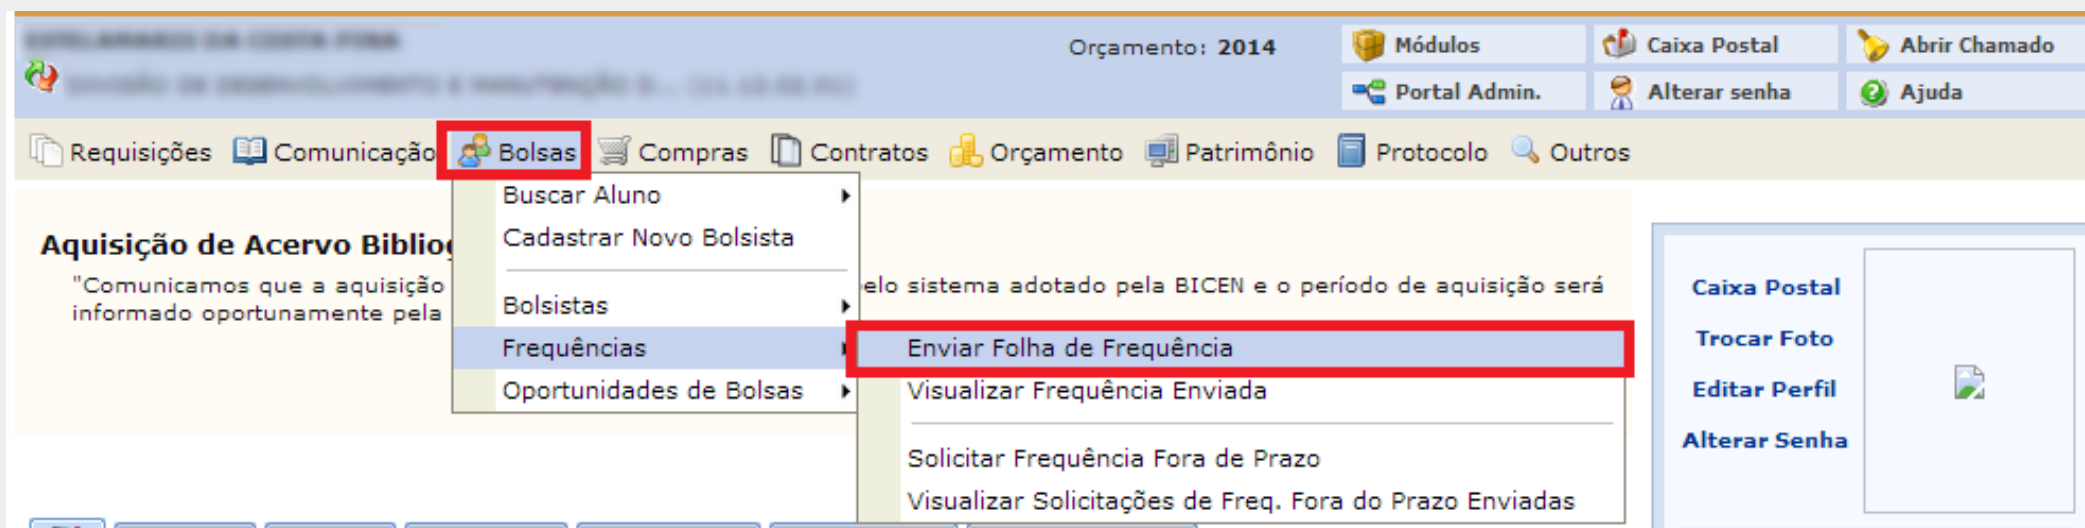 Orçamento: 2014
Módulos
Caixa Postal
Abrir Chamado
Portal Admin.
Alterar senha
Ajuda
Requisições Comunicação Bolsas Compras Contratos Orçamento Patrimônio Protocolo Outros
Buscar Aluno
Cadastrar Novo Bolsista
Bolsistas
Frequências
Oportunidades de Bolsas
Enviar Folha de Frequência
Visualizar Frequência Enviada
Solicitar Frequência Fora de Prazo
Visualizar Solicitações de Freq. Fora do Prazo Enviadas
Aquisição de Acervo
"Comunicamos que a aquisição sistema adotado pela BICEN e o período de aquisição será
informado oportunamente pela
Caixa Postal
Trocar Foto
Editar Perfil
Alterar Senha